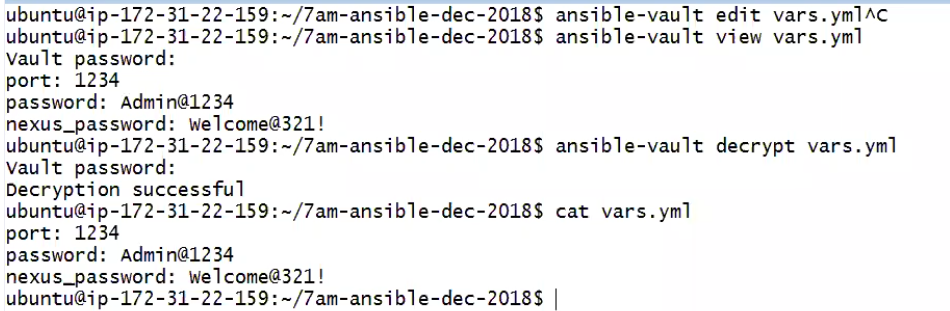 ubuntu@ip-172-31-22-159:~/7am-ansible-dec-2018$ ansible-vault edit vars.yml^C
ubuntu@ip-172-31-22-159:~/7am-ansible-dec-2018$ ansible-vault view vars.yml
Vault password:
port: 1234
password: Admin@1234
nexus_password: Welcome@321!
ubuntu@ip-172-31-22-159:~/7am-ansible-dec-2018$ ansible-vault decrypt vars.yml
Vault password:
Decryption successful
ubuntu@ip-172-31-22-159:~/7am-ansible-dec-2018$ cat vars.yml
port: 1234
password: Admin@1234
nexus_password: Welcome@321!
ubuntu@ip-172-31-22-159:~/7am-ansible-dec-2018$